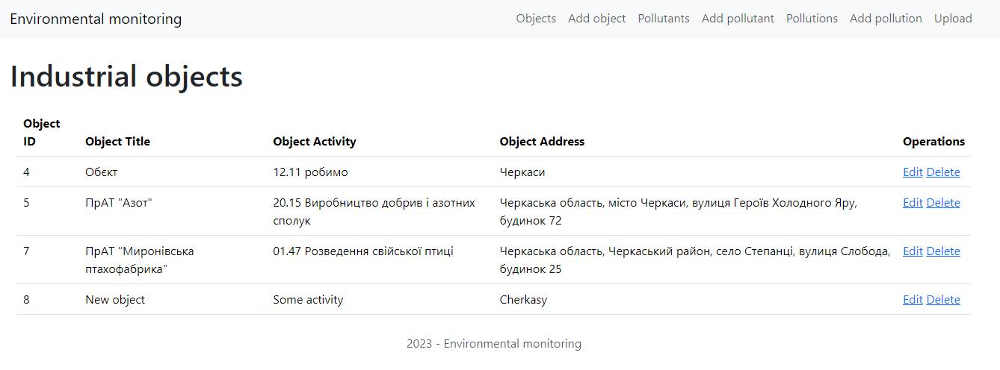 Environmental monitoring Objects Add object Pollutants Add pollutant Pollutions Add pollution Upload
Industrial objects
Object
ID Object Title Object Activity Object Address Operations
4 Обєкт 12.11 робимо Черкаси Edit Delete
5 ПрАТ "Азот" 20.15 Виробництво добрив і азотних Черкаська область, місто Черкаси, вулиця Героїв Холодного Яру, Edit Delete
сполук будинок 72
7 ПрАТ "Миронівська 01.47 Розведення свійської птиці Черкаська область, Черкаський район, село Степанці, вулиця Слобода, Edit Delete
птахофабрика" будинок 25
8 New object Some activity Cherkasy Edit Delete
2023 - Environmental monitoring